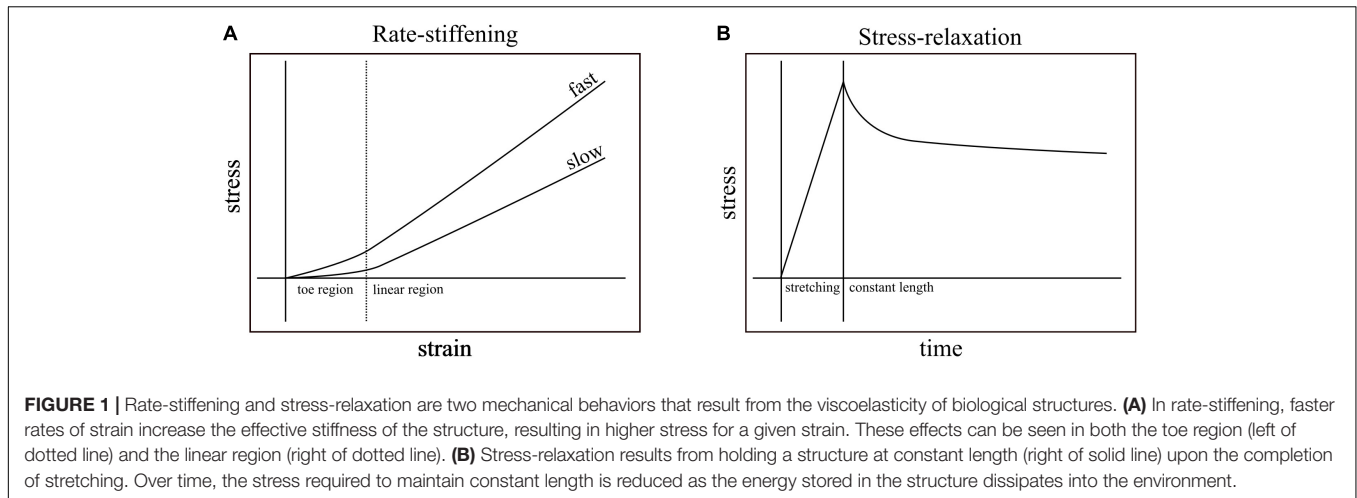 A
Rate-stiffening
stress
fast
slow
toe region
linear region
strain
B
Stress-relaxation
stress
stretching
constant length
time
FIGURE 1 | Rate-stiffening and stress-relaxation are two mechanical behaviors that result from the viscoelasticity of biological structures. (A) In rate-stiffening, faster
rates of strain increase the effective stiffness of the structure, resulting in higher stress for a given strain. These effects can be seen in both the toe region (left of
dotted line) and the linear region (right of dotted line). (B) Stress-relaxation results from holding a structure at constant length (right of solid line) upon the completion
of stretching. Over time, the stress required to maintain constant length is reduced as the energy stored in the structure dissipates into the environment.